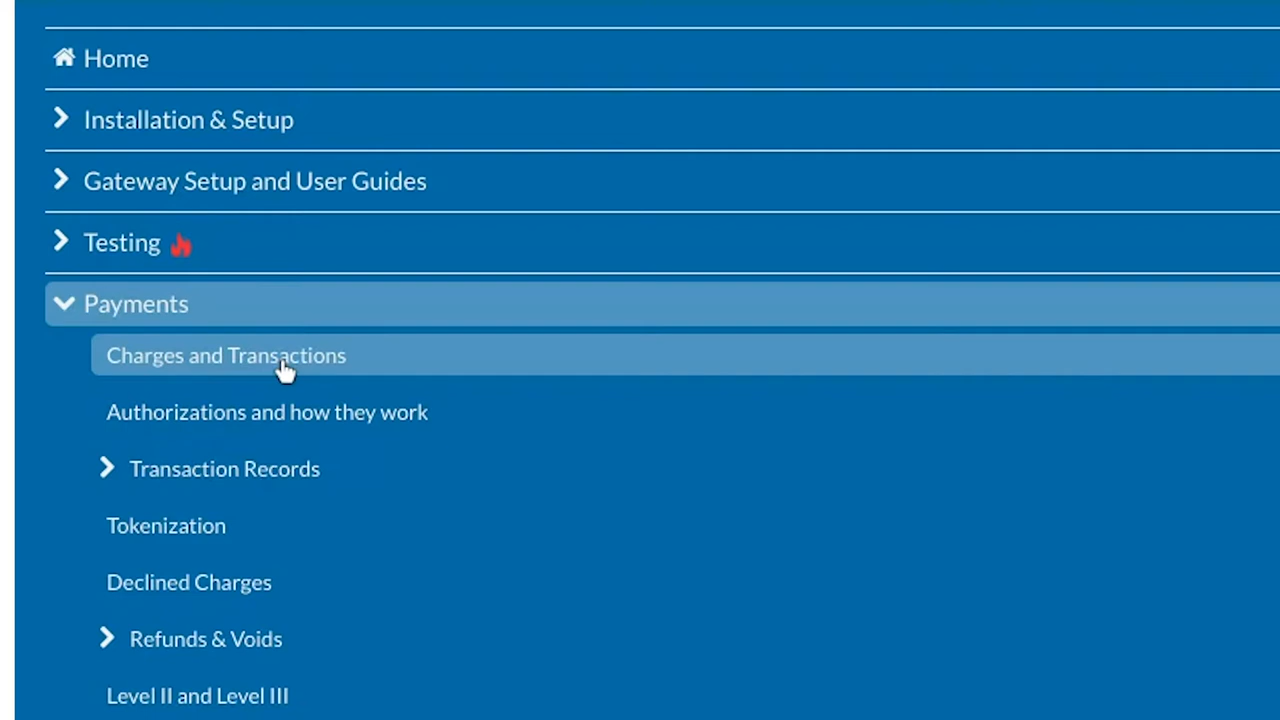 Home
Installation & Setup
Gateway Setup and User Guides
Testing
Payments
Charges and Transactions
Authorizations and how they work
Transaction Records
Tokenization
Declined Charges
Refunds & Voids
Level II and Level III